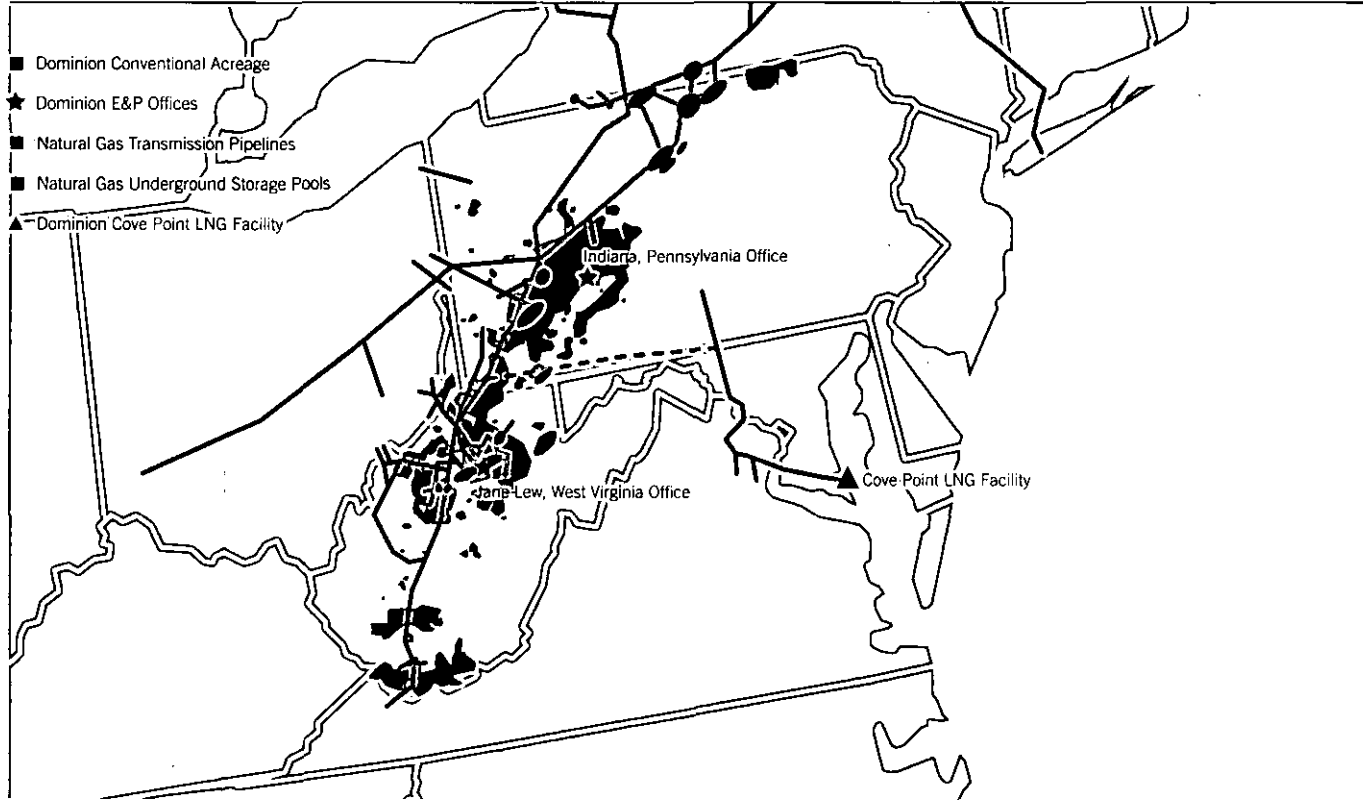 Dominion Conventional Acreage
Dominion E&P Offices
Natural Gas Transmission Pipelines
Natural Gas Underground Storage Pools
Dominion Cove Point LNG Facility
Indiana, Pennsylvania Office
Cove Point LNG Facility
Jane Lew, West Virginia Office